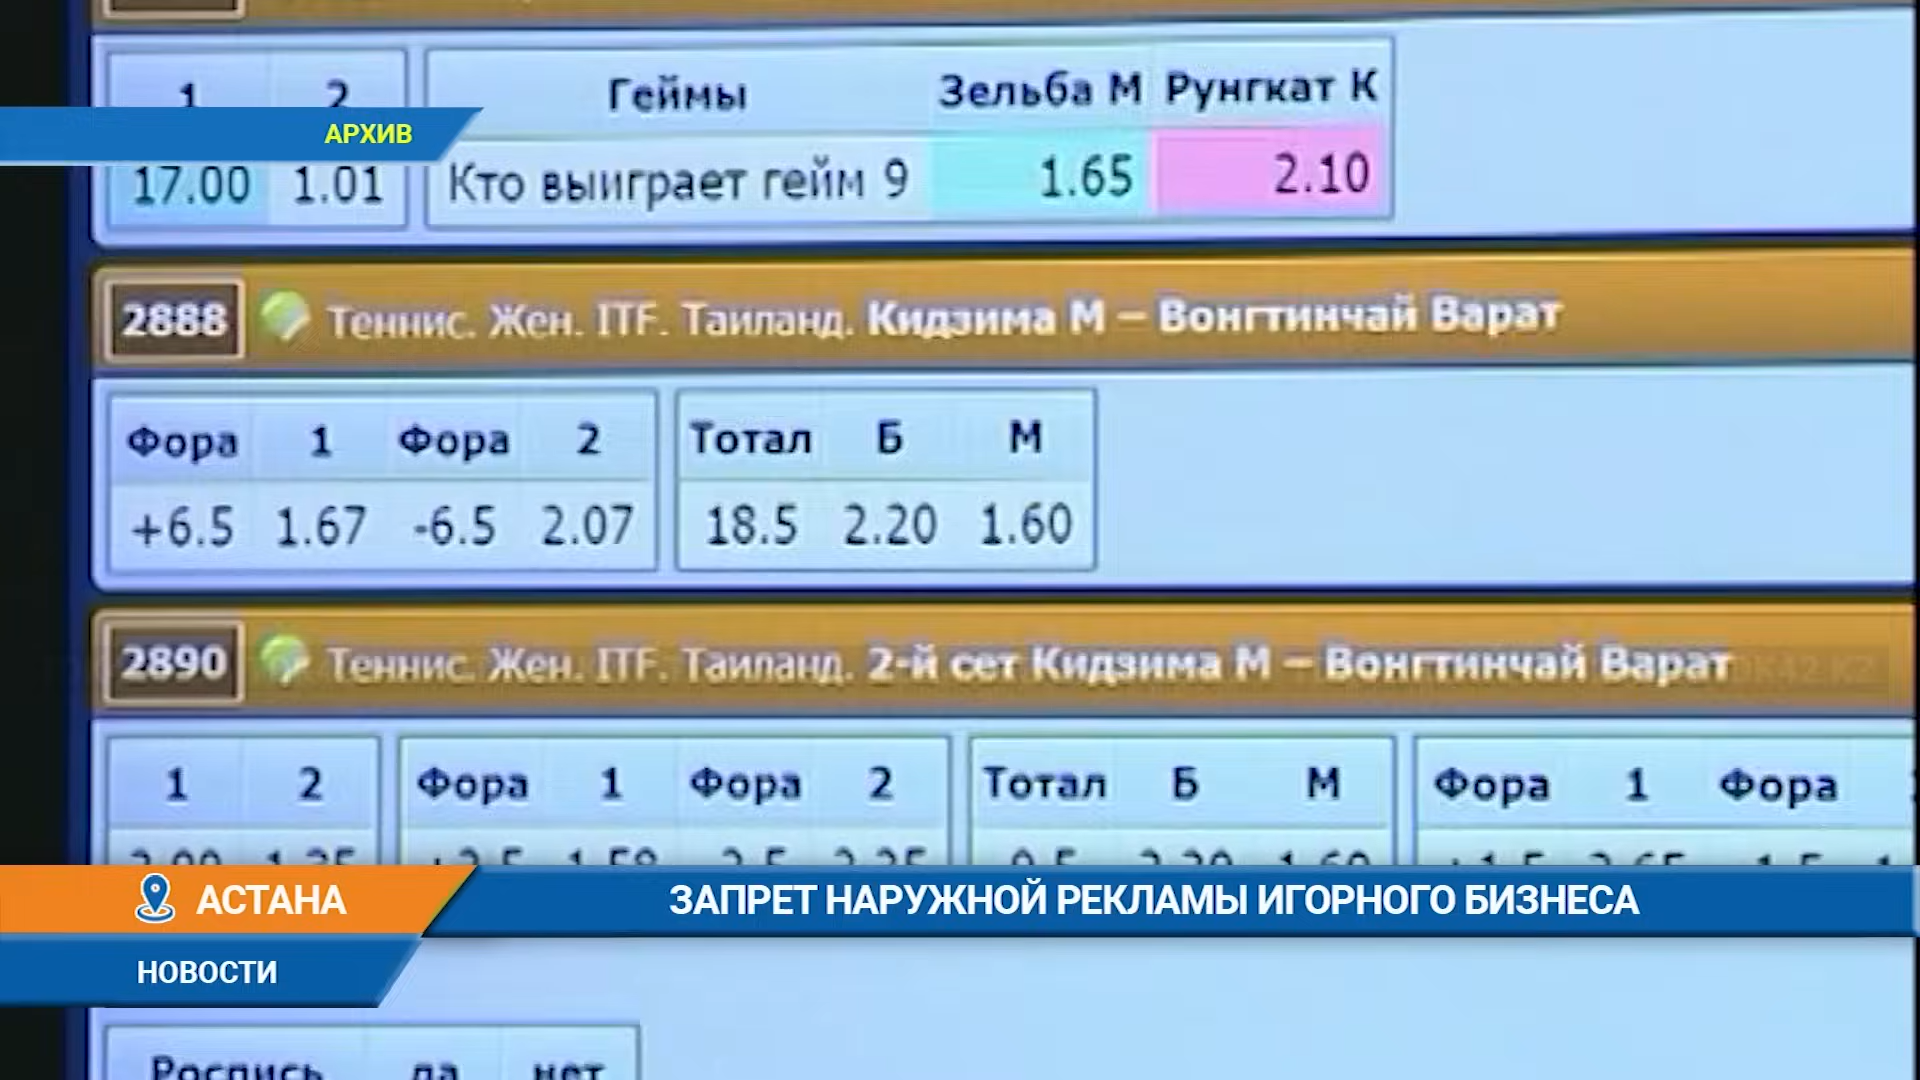 1 2 Геймы Зельба М Рунгкат К
АРХИВ
17.00 1.01 Кто выиграет гейм 9 1.65 2.10
2888 Теннис. Жен. ITF. Таиланд. Кидзима М – Вонгтинчай Варат
Фора 1 Фора 2 Тотал Б М
+6.5 1.67 -6.5 2.07 18.5 2.20 1.60
2890 Теннис. Жен. ITF. Таиланд. 2-й сет Кидзима М – Вонгтинчай Варат
1 2 Фора 1 Фора 2 Тотал Б М Фора 1 Фора
АСТАНА ЗАПРЕТ НАРУЖНОЙ РЕКЛАМЫ ИГОРНОГО БИЗНЕСА
НОВОСТИ
Роспись да нет